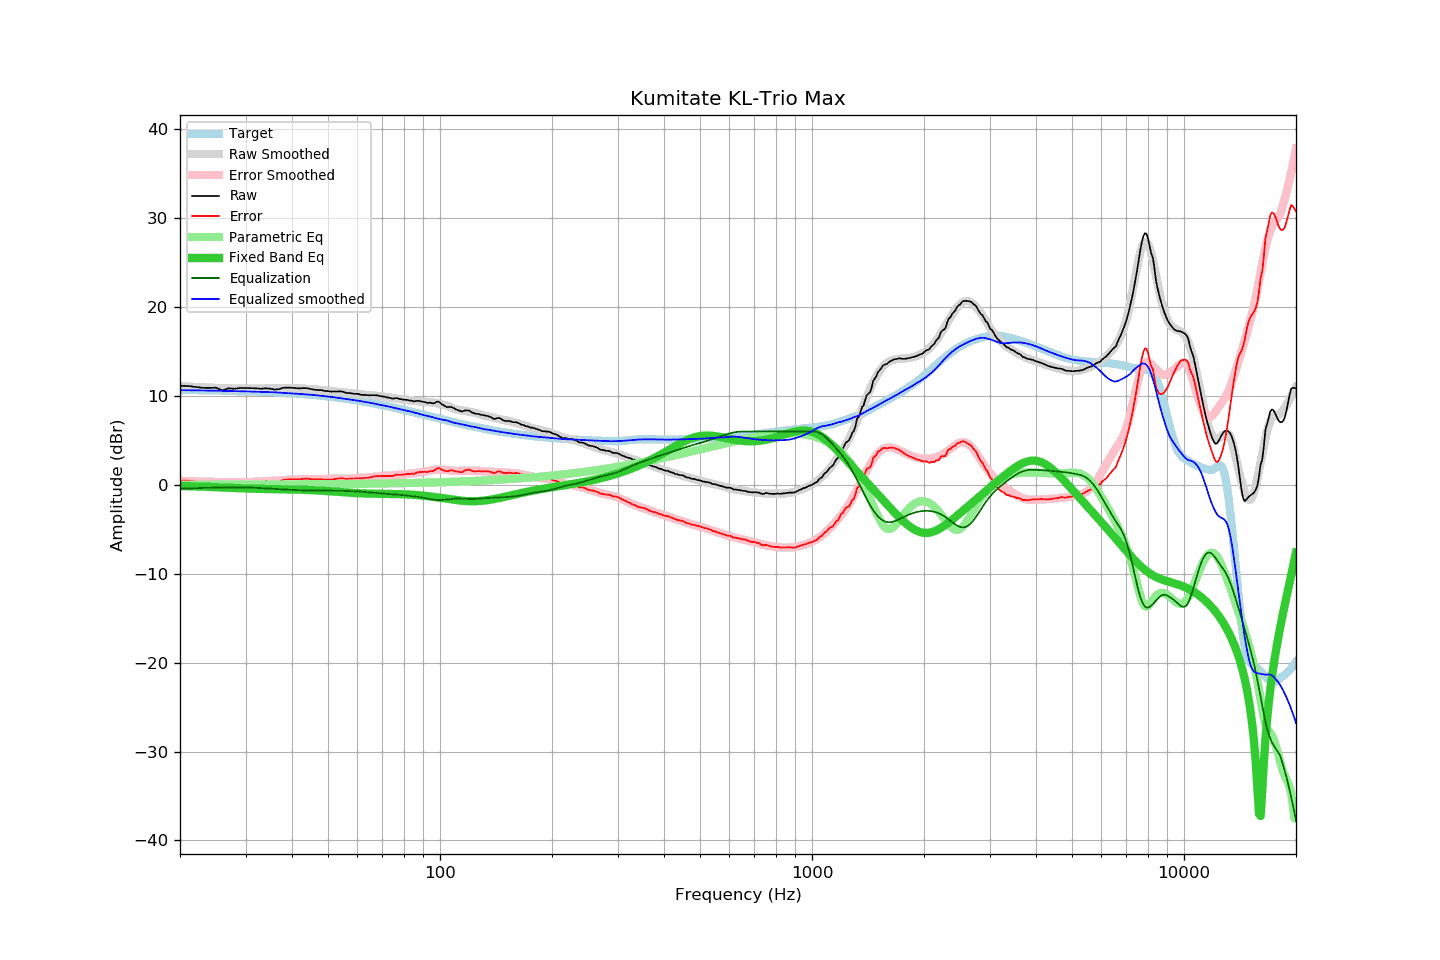 Kumitate KL-Trio Max
40
30
20
10
0
−10
−20
−30
−40
Amplitude (dBr)
Target
Raw Smoothed
Error Smoothed
Raw
Error
Parametric Eq
Fixed Band Eq
Equalization
Equalized smoothed
100
1000
10000
Frequency (Hz)